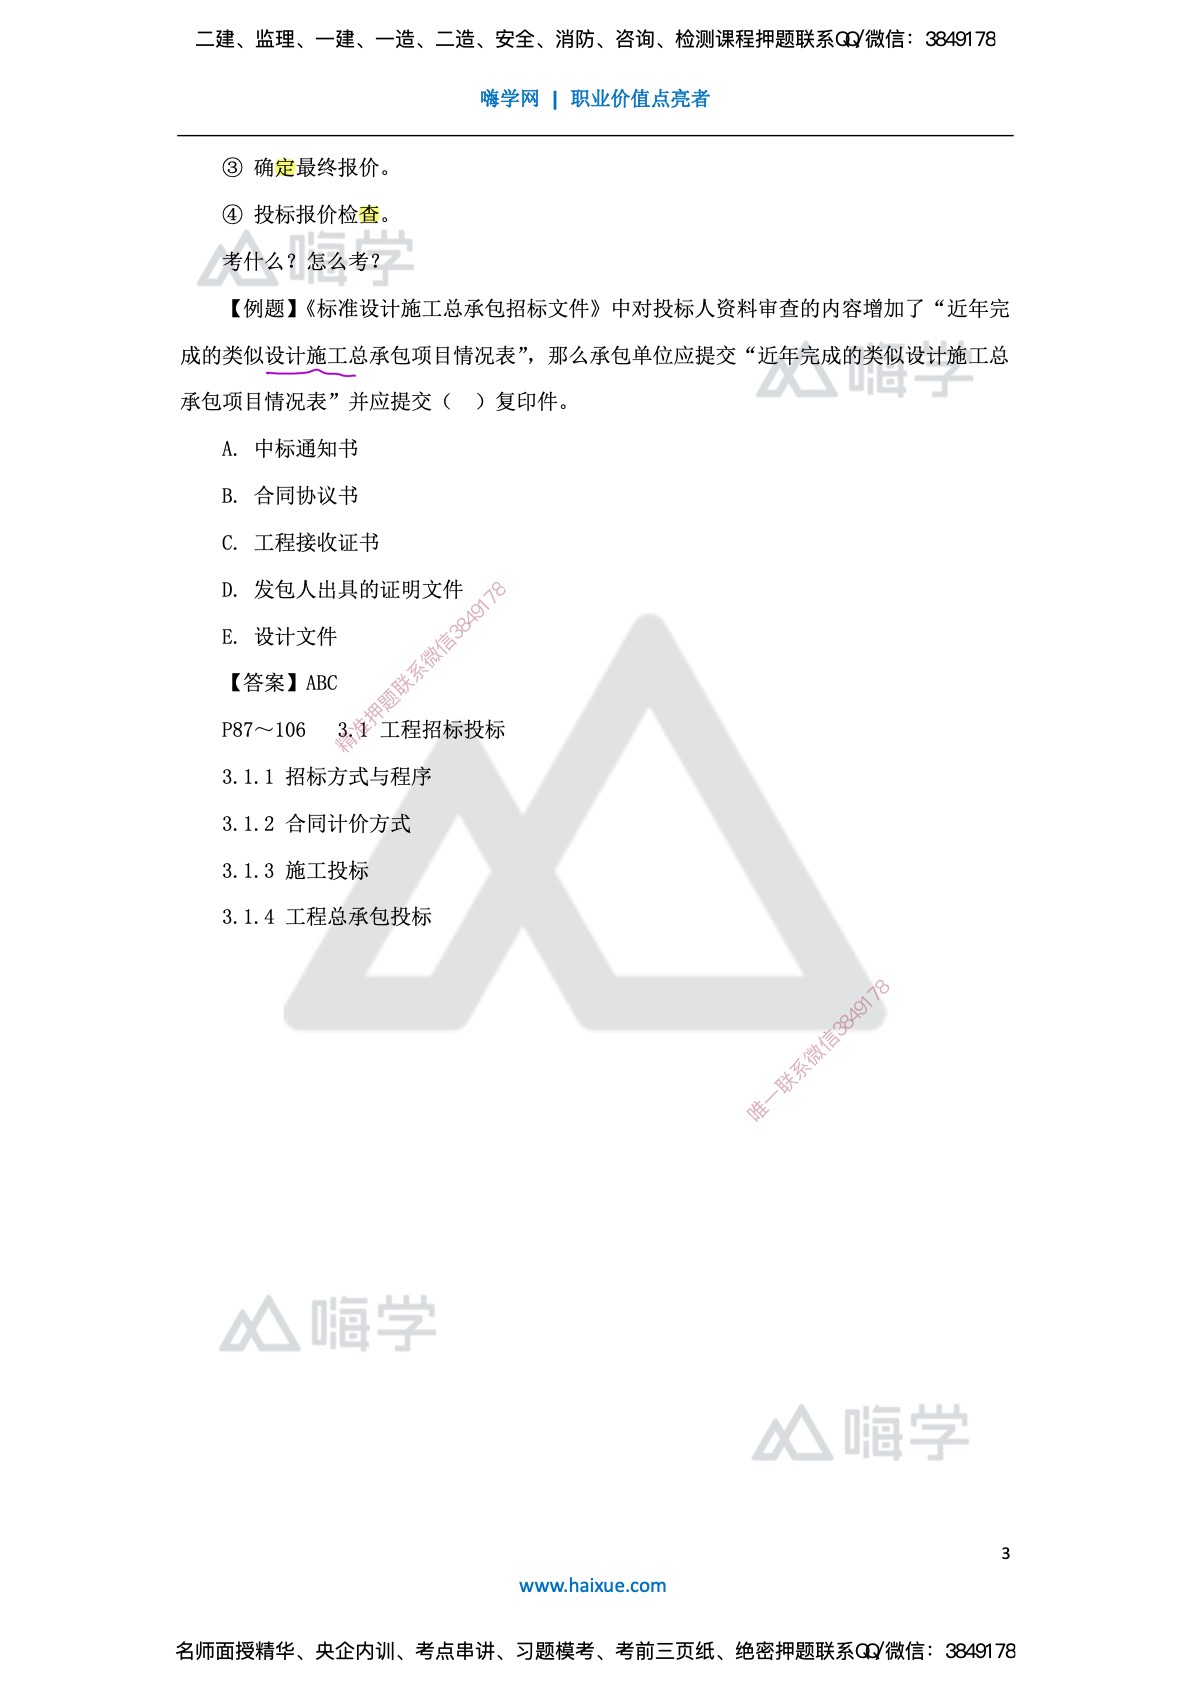 二建、监理、一建、一造、二造、安全、消防、咨询、检测课程押题联系QQ/微信：3849178
嗨学网 | 职业价值点亮者
③ 确定最终报价。
④ 投标报价检查。
嗨学
考什么？怎么考？
【例题】《标准设计施工总承包招标文件》中对投标人资料审查的内容增加了“近年完
成的类似设计施工总承包项目情况表”，那么承包单位应提交“近年完成的类似设计施工总
嗨学
承包项目情况表”并应提交（ ）复印件。
A. 中标通知书
B. 合同协议书
C. 工程接收证书
D. 发包人出具的证明文件
E. 设计文件
精准押题联系微信3849178
【答案】ABC
P87～106 3.1 工程招标投标
3.1.1 招标方式与程序
3.1.2 合同计价方式
3.1.3 施工投标
3.1.4 工程总承包投标
唯一联系微信3849178
嗨学
嗨学
3
www.haixue.com
名师面授精华、央企内训、考点串讲、习题模考、考前三页纸、绝密押题联系QQ/微信：3849178